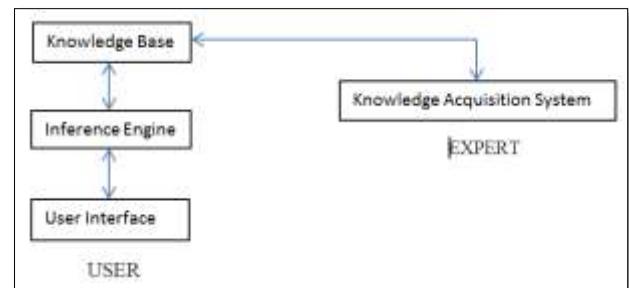 Knowledge Base
Knowledge Acquisition System
Inference Engine
EXPERT
User Interface
USER